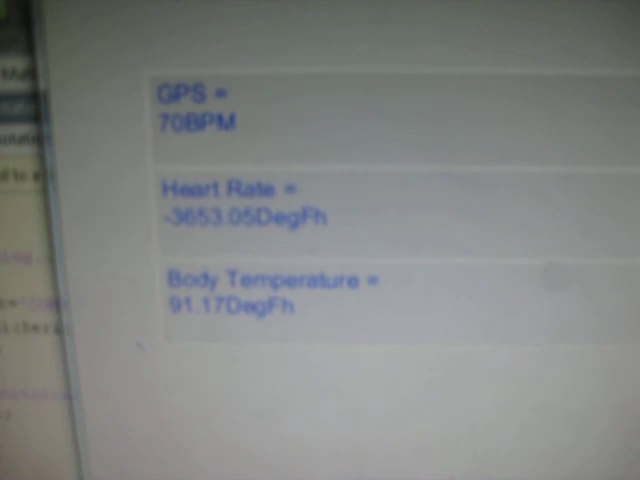 GPS =
70BPM
Heart Rate =
-3653.05DegFh
Body Temperature =
91.17DegFh